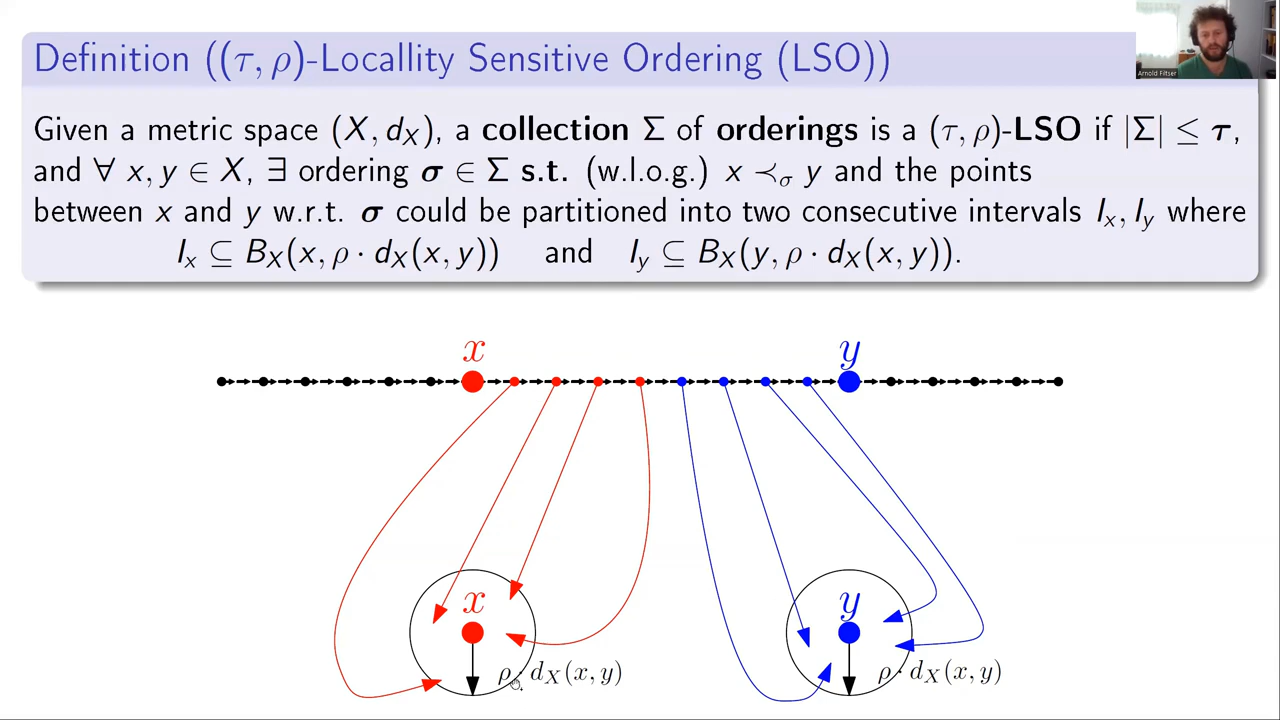 Definition ((τ, ρ)-Locallity Sensitive Ordering (LSO))
Arnold Filtser
Given a metric space (X, d_X), a collection Σ of orderings is a (τ, ρ)-LSO if |Σ| ≤ τ,
and ∀ x, y ∈ X, ∃ ordering σ ∈ Σ s.t. (w.l.o.g.) x ≺_σ y and the points
between x and y w.r.t. σ could be partitioned into two consecutive intervals I_x, I_y where
I_x ⊆ B_X(x, ρ · d_X(x, y)) and I_y ⊆ B_X(y, ρ · d_X(x, y)).
x y
x y
ρ · d_X(x, y) ρ · d_X(x, y)